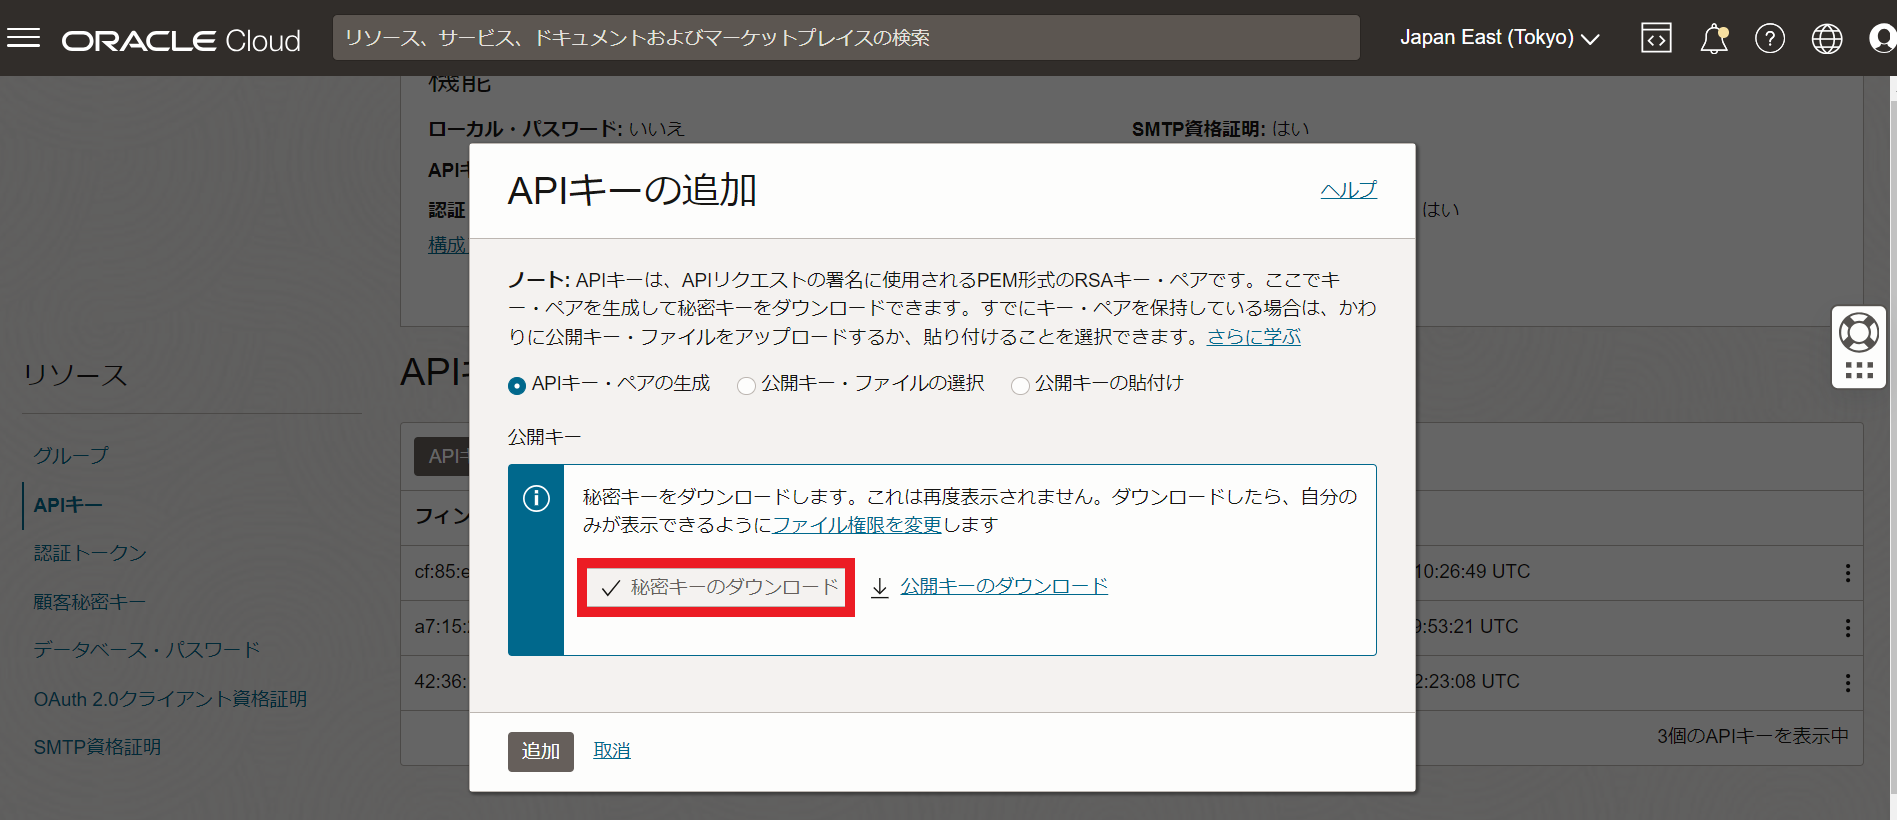 ORACLE Cloud
リソース、サービス、ドキュメントおよびマーケットプレイスの検索
Japan East (Tokyo)
機能
ローカル・パスワード: いいえ
SMTP資格証明: はい
APIキ
認証
はい
構成
APIキーの追加
ヘルプ
ノート: APIキーは、APIリクエストの署名に使用されるPEM形式のRSAキー・ペアです。ここでキ
ー・ペアを生成して秘密キーをダウンロードできます。すでにキー・ペアを保持している場合は、かわ
りに公開キー・ファイルをアップロードするか、貼り付けることを選択できます。さらに学ぶ
APIキー・ペアの生成
公開キー・ファイルの選択
公開キーの貼付け
公開キー
秘密キーをダウンロードします。これは再度表示されません。ダウンロードしたら、自分の
みが表示できるようにファイル権限を変更します
秘密キーのダウンロード
公開キーのダウンロード
追加
取消
リソース
グループ
APIキー
認証トークン
顧客秘密キー
データベース・パスワード
OAuth 2.0クライアント資格証明
SMTP資格証明
APIキ
APIキ
フィン
cf:85:e
10:26:49 UTC
a7:15:
9:53:21 UTC
42:36:
2:23:08 UTC
3個のAPIキーを表示中